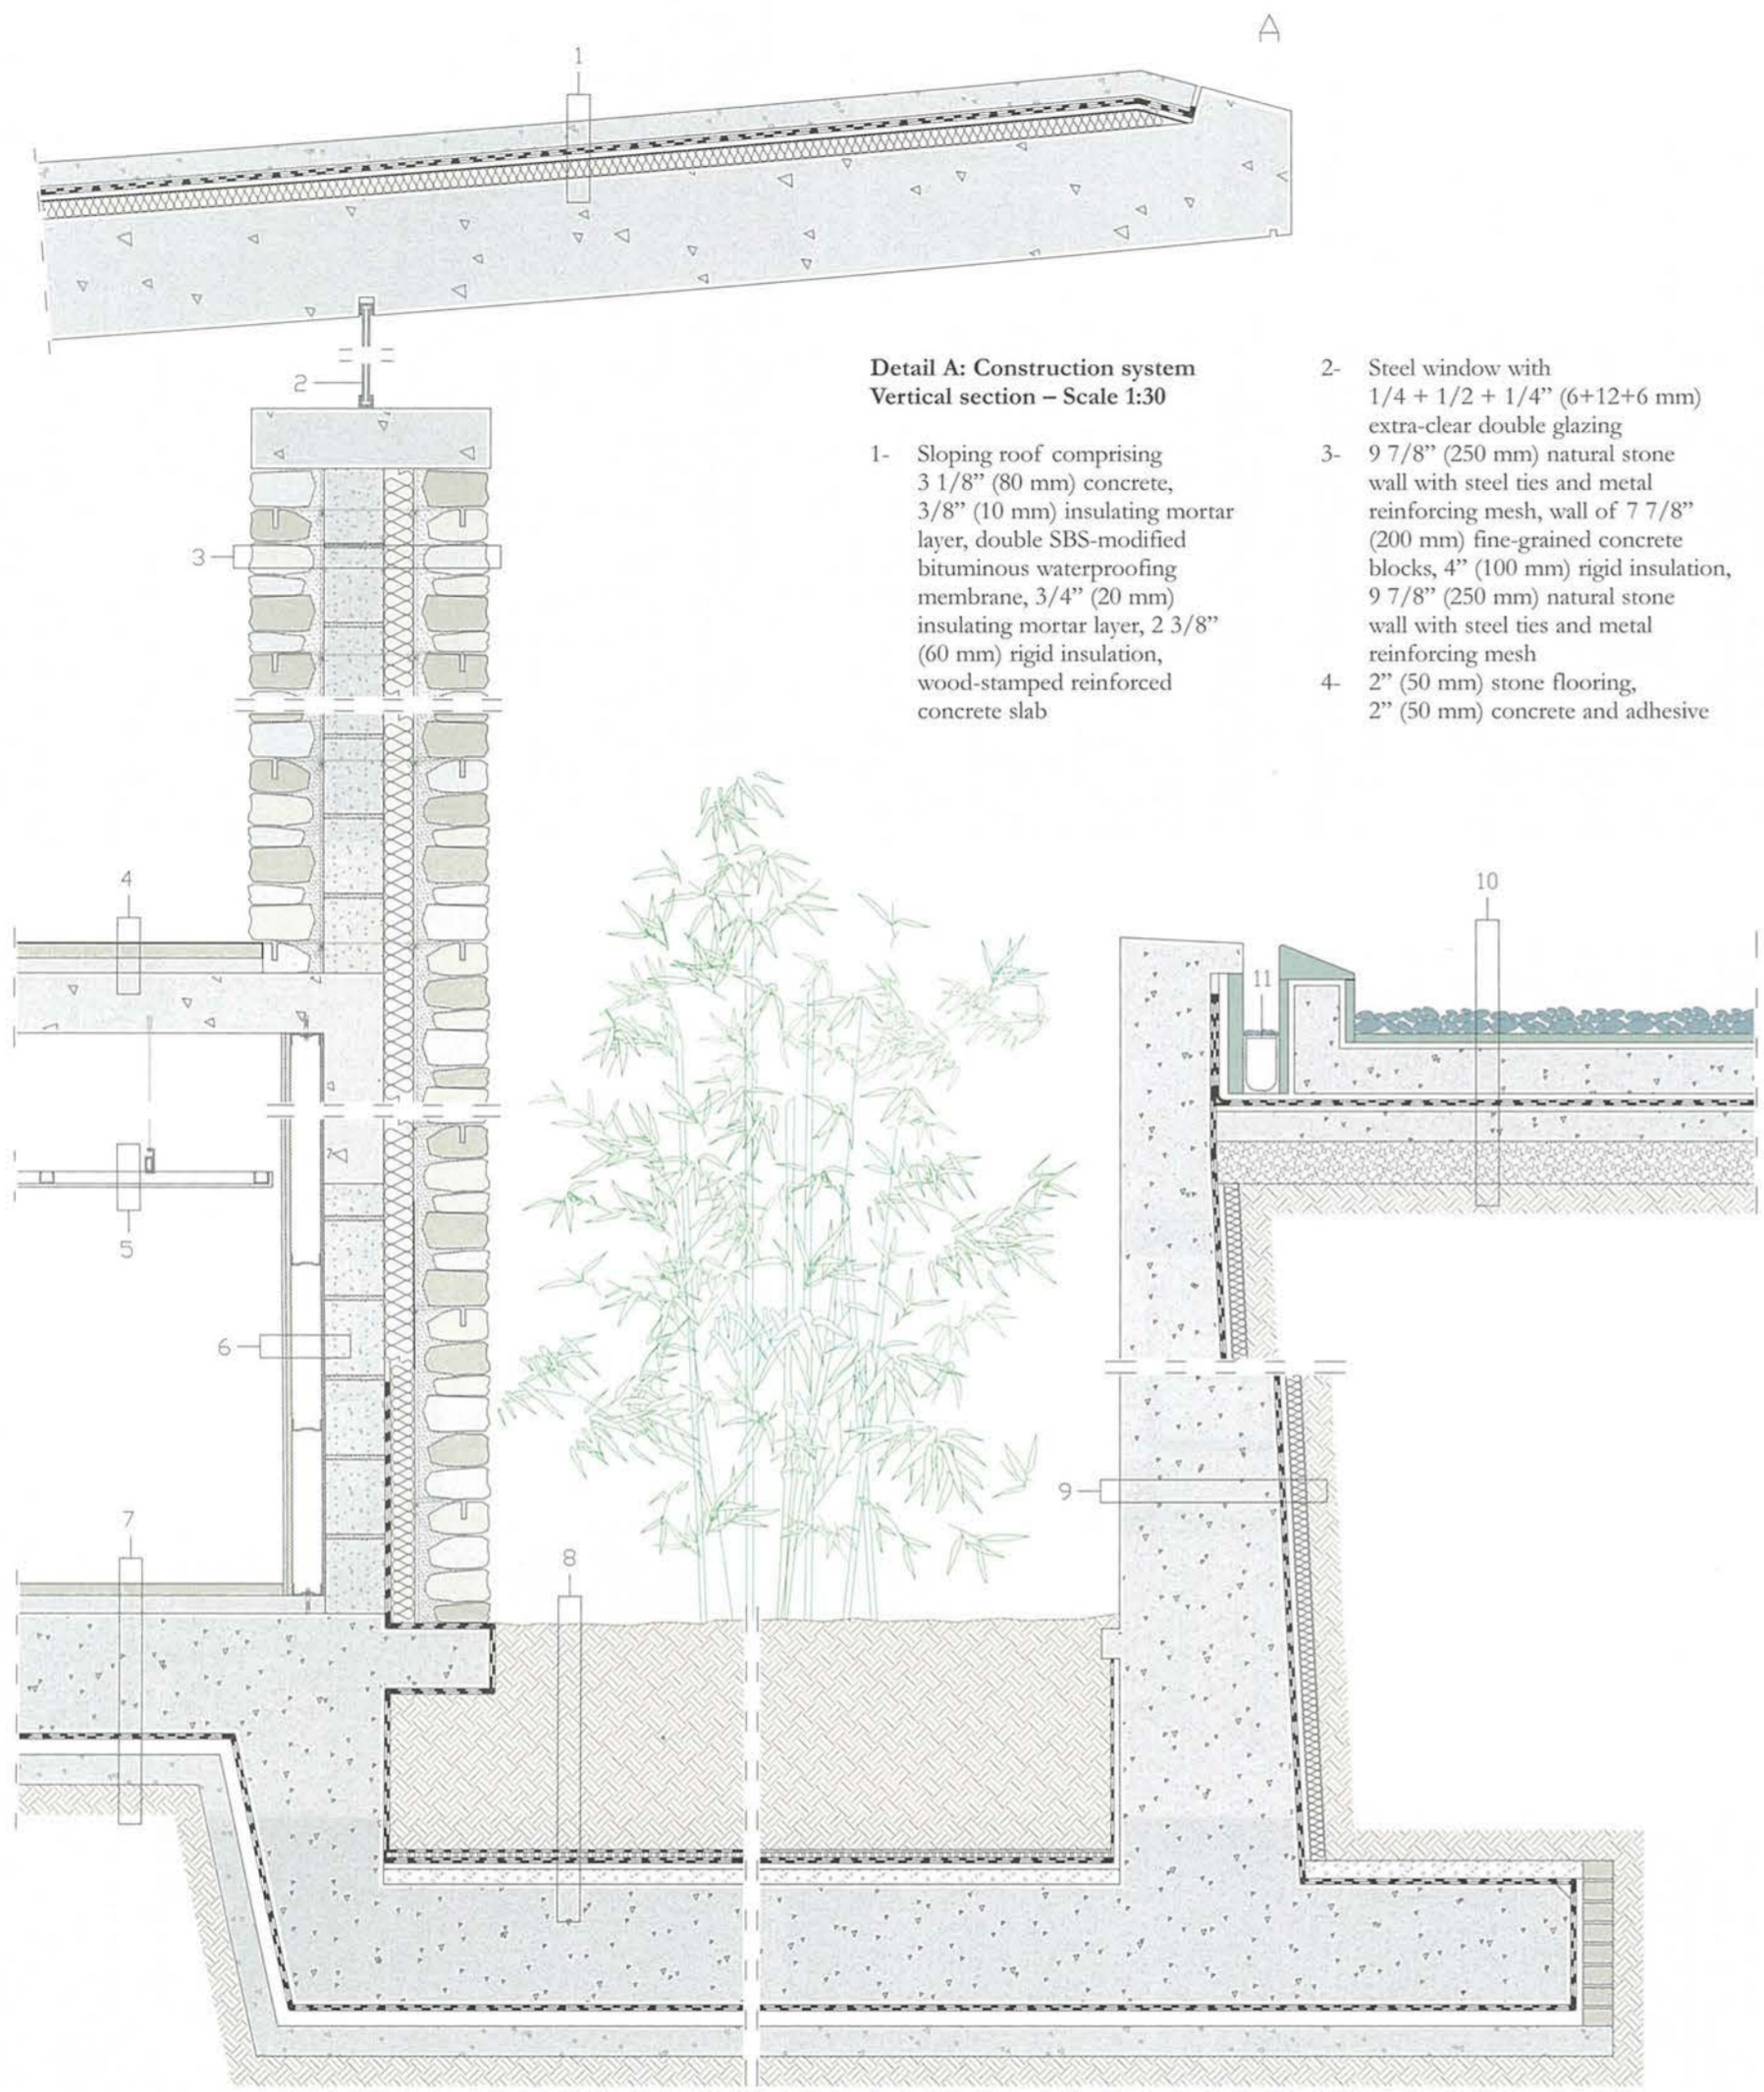 A
1
Detail A: Construction system
Vertical section – Scale 1:30
1- Sloping roof comprising
3 1/8” (80 mm) concrete,
3/8” (10 mm) insulating mortar
layer, double SBS-modified
bituminous waterproofing
membrane, 3/4” (20 mm)
insulating mortar layer, 2 3/8”
(60 mm) rigid insulation,
wood-stamped reinforced
concrete slab
2- Steel window with
1/4 + 1/2 + 1/4” (6+12+6 mm)
extra-clear double glazing
3- 9 7/8” (250 mm) natural stone
wall with steel ties and metal
reinforcing mesh, wall of 7 7/8”
(200 mm) fine-grained concrete
blocks, 4” (100 mm) rigid insulation,
9 7/8” (250 mm) natural stone
wall with steel ties and metal
reinforcing mesh
4- 2” (50 mm) stone flooring,
2” (50 mm) concrete and adhesive
2
3
4
10
11
5
6
9
7
8